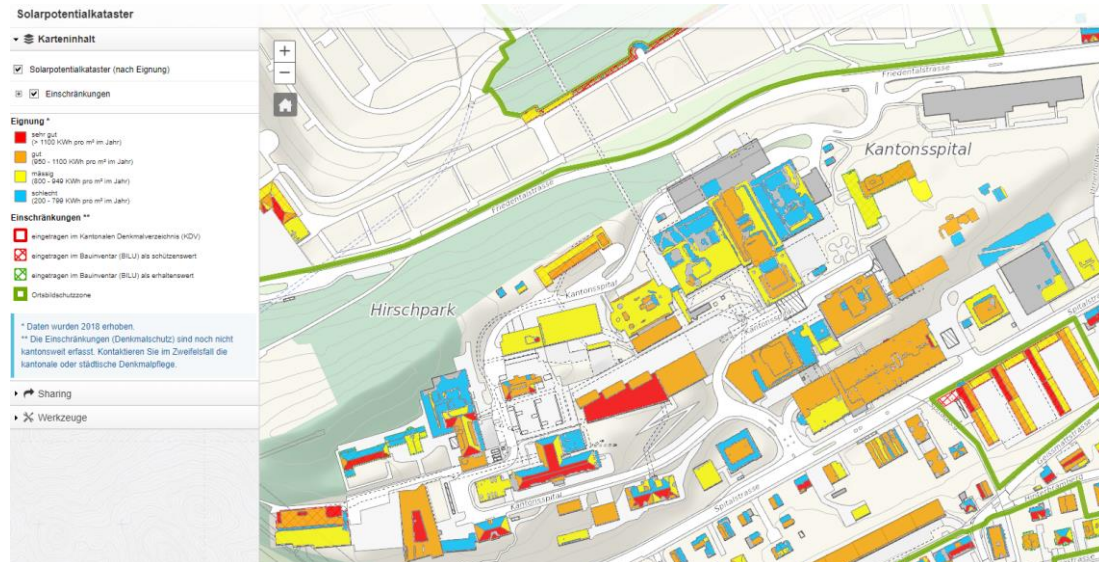 Solarpotentialkataster
Karteninhalt
Solarpotentialkataster (nach Eignung)
Einschränkungen
Eignung *
sehr gut
(> 1100 KWh pro m² im Jahr)
gut
(950 - 1100 KWh pro m² im Jahr)
mässig
(800 - 949 KWh pro m² im Jahr)
schlecht
(200 - 799 KWh pro m² im Jahr)
Einschränkungen **
eingetragen im Kantonalen Denkmalverzeichnis (KDV)
eingetragen im Bauinventar (BILU) als schützenswert
eingetragen im Bauinventar (BILU) als erhaltenswert
Ortsbildschutzzone
* Daten wurden 2018 erhoben.
** Die Einschränkungen (Denkmalschutz) sind noch nicht
kantonsweit erfasst. Kontaktieren Sie im Zweifelsfall die
kantonale oder städtische Denkmalpflege.
Sharing
Werkzeuge
+
−
Friedentalstrasse
Kantonsspital
Friedentalstrasse
Kantonsspital
Hirschpark
Kantonsspital
Spitalstr
Kantonsspital
Spitalstrasse